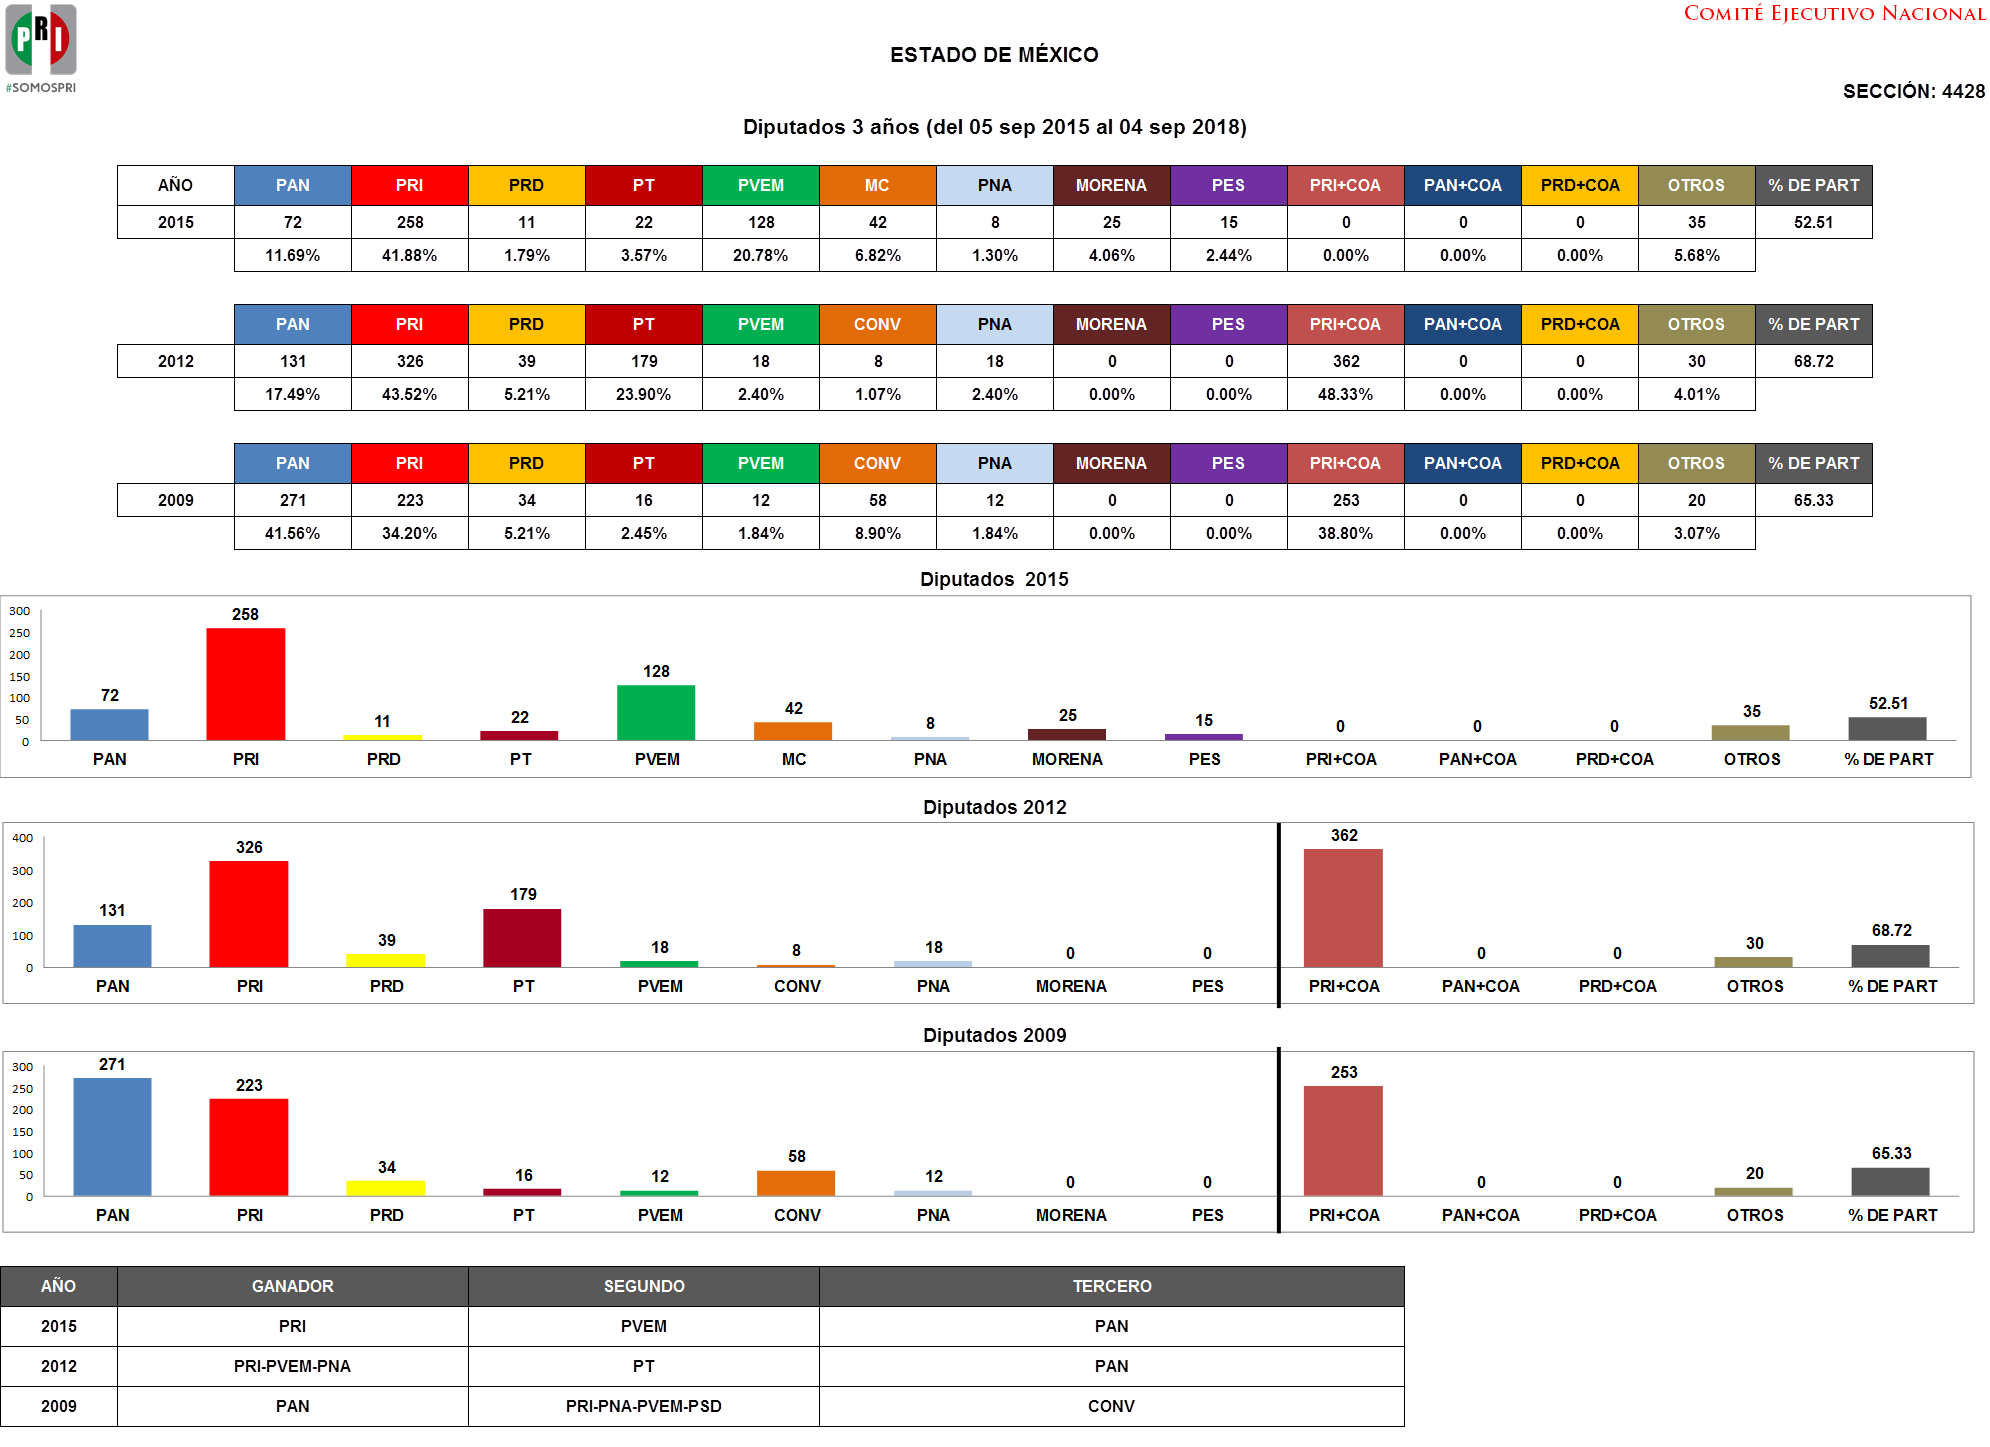 PRI
#SOMOSPRI
COMITÉ EJECUTIVO NACIONAL
ESTADO DE MÉXICO
SECCIÓN: 4428
Diputados 3 años (del 05 sep 2015 al 04 sep 2018)
AÑO PAN PRI PRD PT PVEM MC PNA MORENA PES PRI+COA PAN+COA PRD+COA OTROS % DE PART
2015 72 258 11 22 128 42 8 25 15 0 0 0 35 52.51
11.69% 41.88% 1.79% 3.57% 20.78% 6.82% 1.30% 4.06% 2.44% 0.00% 0.00% 0.00% 5.68%
PAN PRI PRD PT PVEM CONV PNA MORENA PES PRI+COA PAN+COA PRD+COA OTROS % DE PART
2012 131 326 39 179 18 8 18 0 0 362 0 0 30 68.72
17.49% 43.52% 5.21% 23.90% 2.40% 1.07% 2.40% 0.00% 0.00% 48.33% 0.00% 0.00% 4.01%
PAN PRI PRD PT PVEM CONV PNA MORENA PES PRI+COA PAN+COA PRD+COA OTROS % DE PART
2009 271 223 34 16 12 58 12 0 0 253 0 0 20 65.33
41.56% 34.20% 5.21% 2.45% 1.84% 8.90% 1.84% 0.00% 0.00% 38.80% 0.00% 0.00% 3.07%
Diputados 2015
300
250
200
150
100
50
0
72 258 11 22 128 42 8 25 15 0 0 0 35 52.51
PAN PRI PRD PT PVEM MC PNA MORENA PES PRI+COA PAN+COA PRD+COA OTROS % DE PART
Diputados 2012
400
300
200
100
0
131 326 39 179 18 8 18 0 0 362 0 0 30 68.72
PAN PRI PRD PT PVEM CONV PNA MORENA PES PRI+COA PAN+COA PRD+COA OTROS % DE PART
Diputados 2009
300
250
200
150
100
50
0
271 223 34 16 12 58 12 0 0 253 0 0 20 65.33
PAN PRI PRD PT PVEM CONV PNA MORENA PES PRI+COA PAN+COA PRD+COA OTROS % DE PART
AÑO GANADOR SEGUNDO TERCERO
2015 PRI PVEM PAN
2012 PRI-PVEM-PNA PT PAN
2009 PAN PRI-PNA-PVEM-PSD CONV